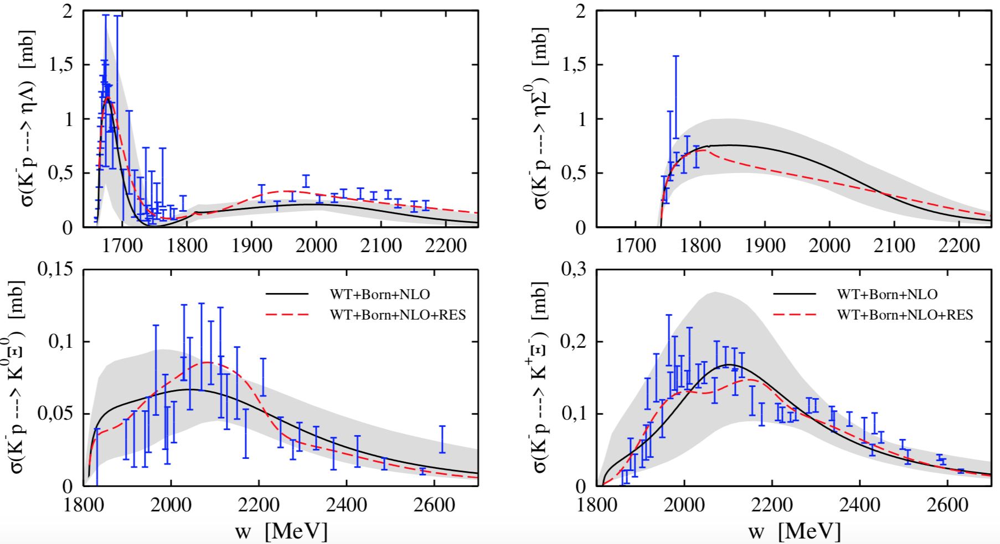 σ(K⁻p ---> ηΛ) [mb]
2
1,5
1
0,5
0
1700 1800 1900 2000 2100 2200
σ(K⁻p ---> ηΣ⁰) [mb]
2
1,5
1
0,5
0
1700 1800 1900 2000 2100 2200
σ(K⁻p ---> K⁰Ξ⁰) [mb]
0,15
0,1
0,05
0
WT+Born+NLO
WT+Born+NLO+RES
1800 2000 2200 2400 2600
w [MeV]
σ(K⁻p ---> K⁺Ξ⁻) [mb]
0,3
0,2
0,1
0
WT+Born+NLO
WT+Born+NLO+RES
1800 2000 2200 2400 2600
w [MeV]